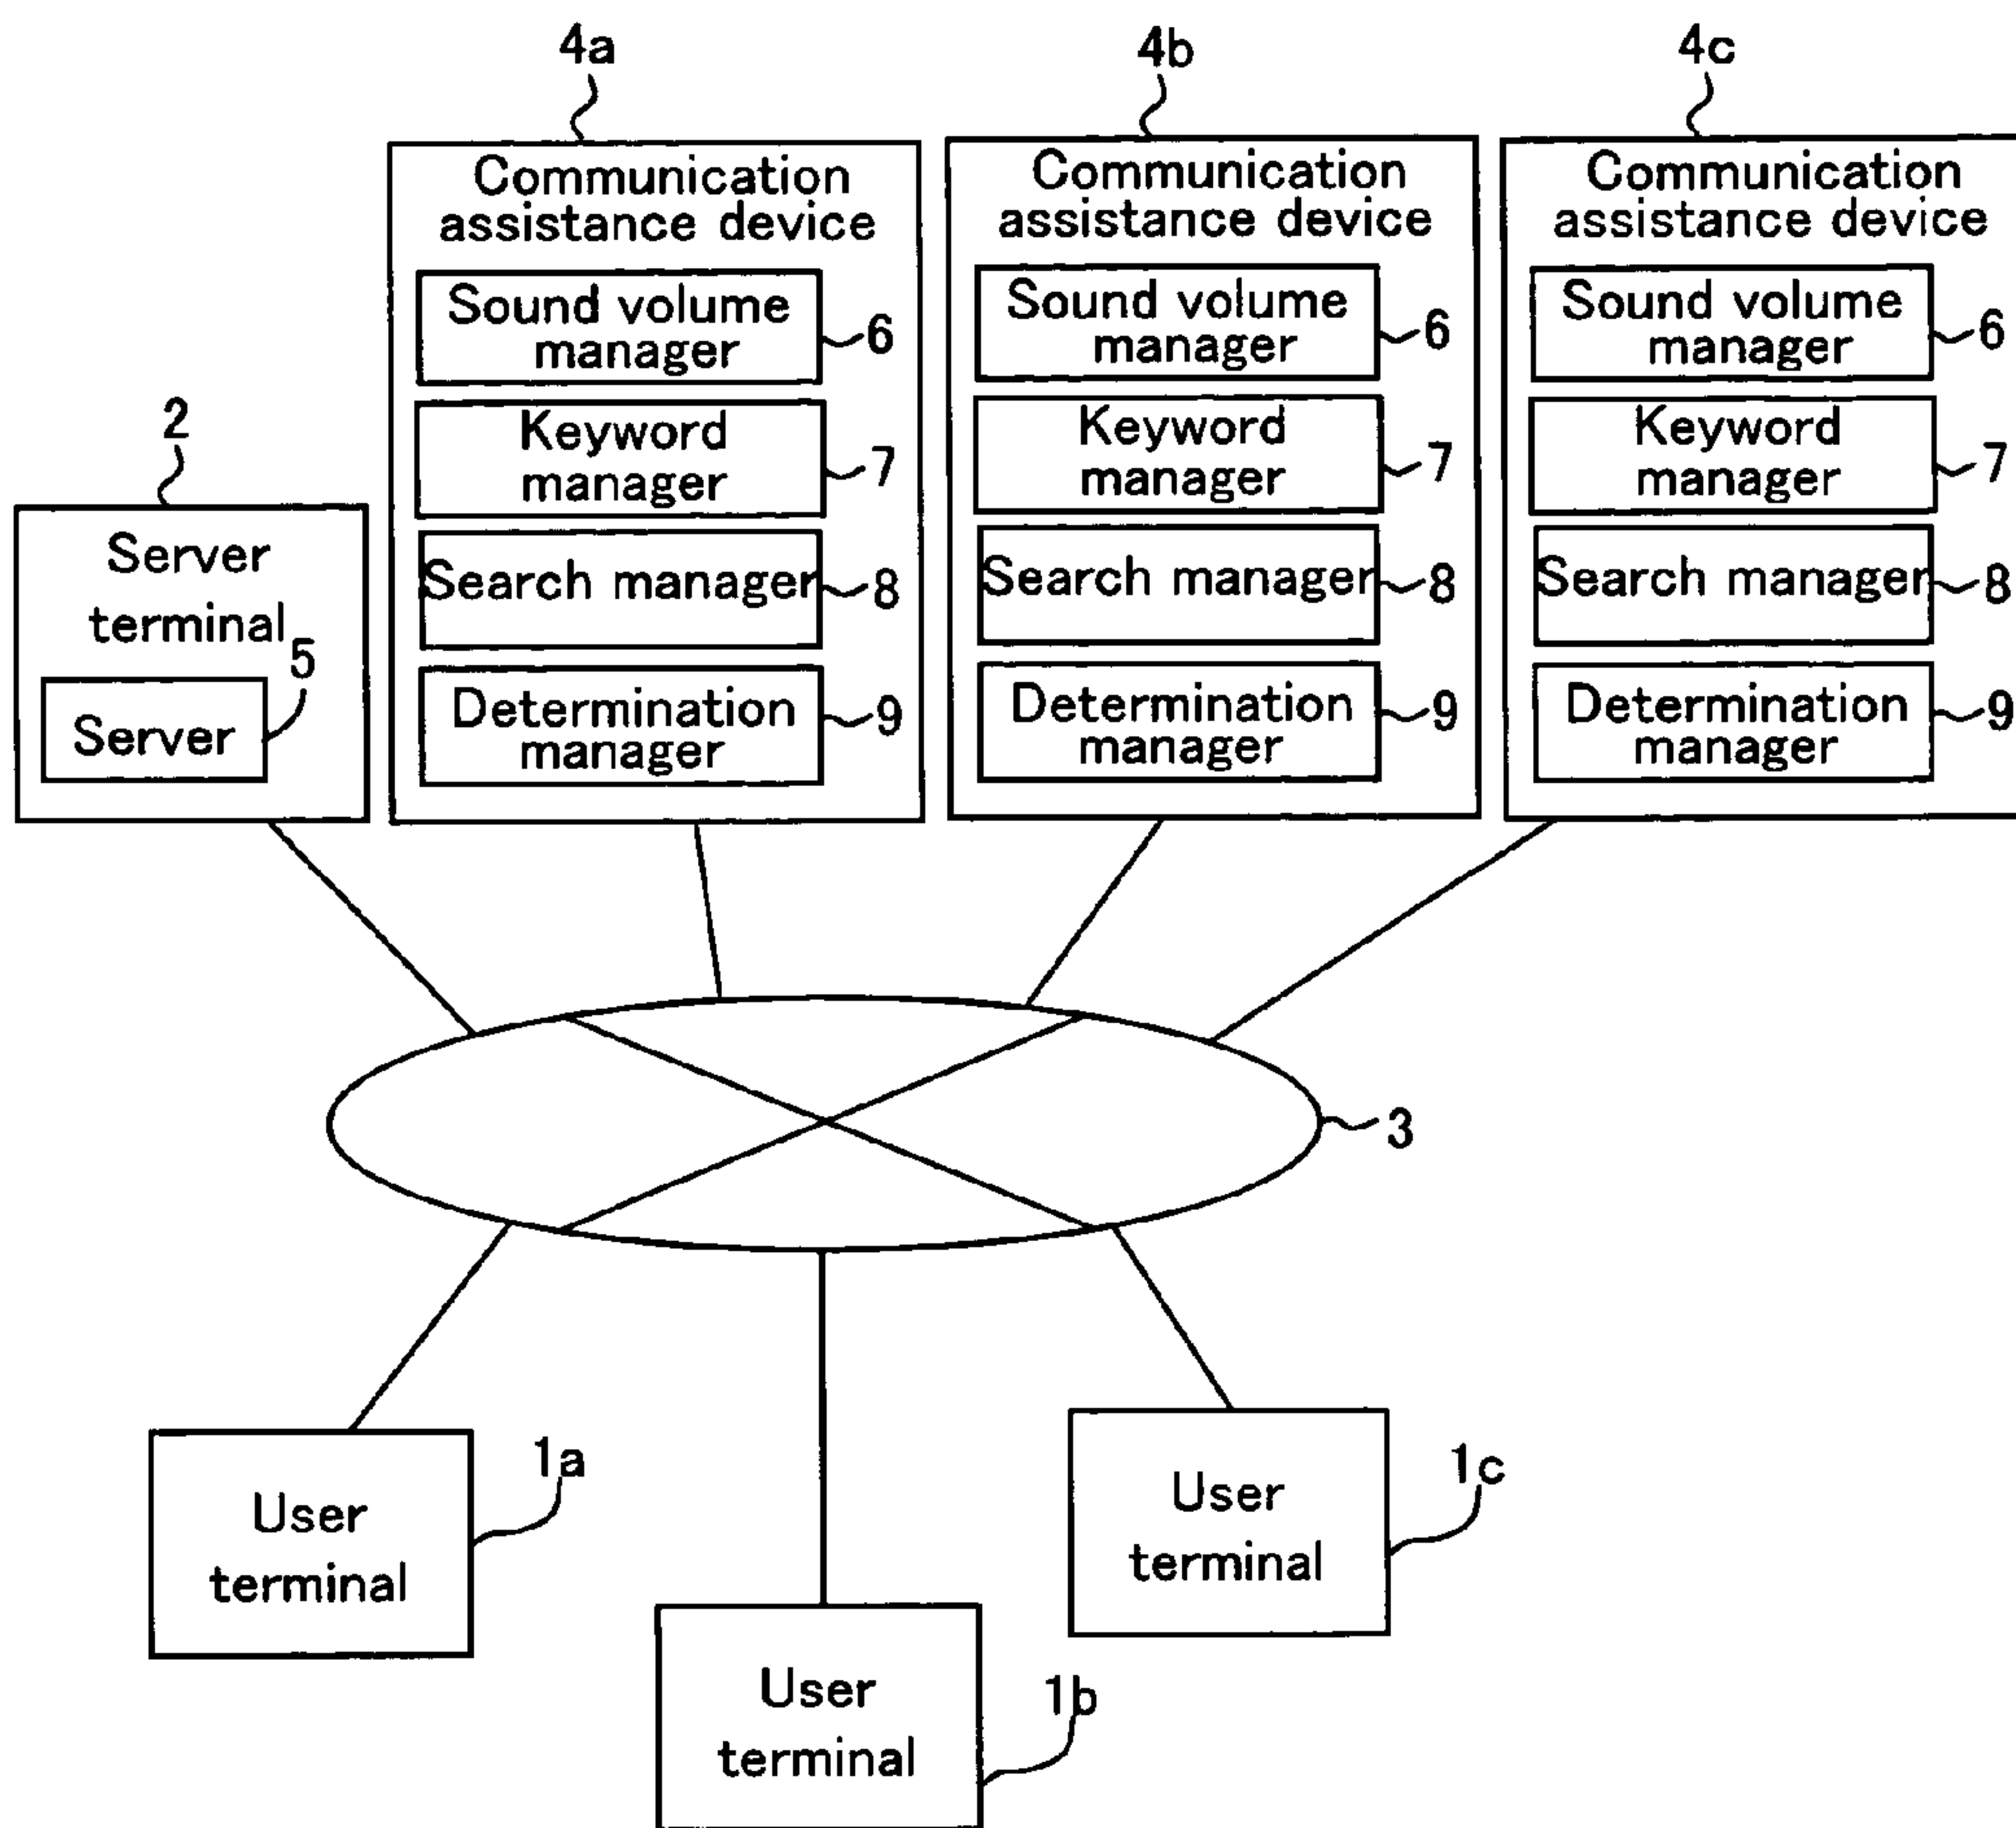 4a
4b
4c
Communication
assistance device
Sound volume
manager
6
Keyword
manager
7
Search manager
8
Determination
manager
9
Communication
assistance device
Sound volume
manager
6
Keyword
manager
7
Search manager
8
Determination
manager
9
Communication
assistance device
Sound volume
manager
6
Keyword
manager
7
Search manager
8
Determination
manager
9
2
Server
terminal
5
Server
3
1a
User
terminal
1b
User
terminal
1c
User
terminal